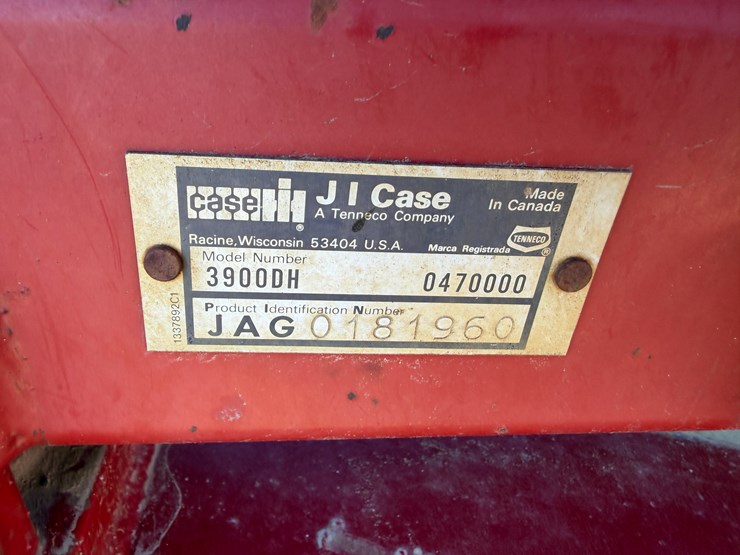 case IH ®
J I Case
A Tenneco Company
Made
In Canada
Racine, Wisconsin 53404 U.S.A.
Marca Registrada
TENNECO ®
Model Number
3900DH 0470000
Product Identification Number
JAG0181960
1337892C1